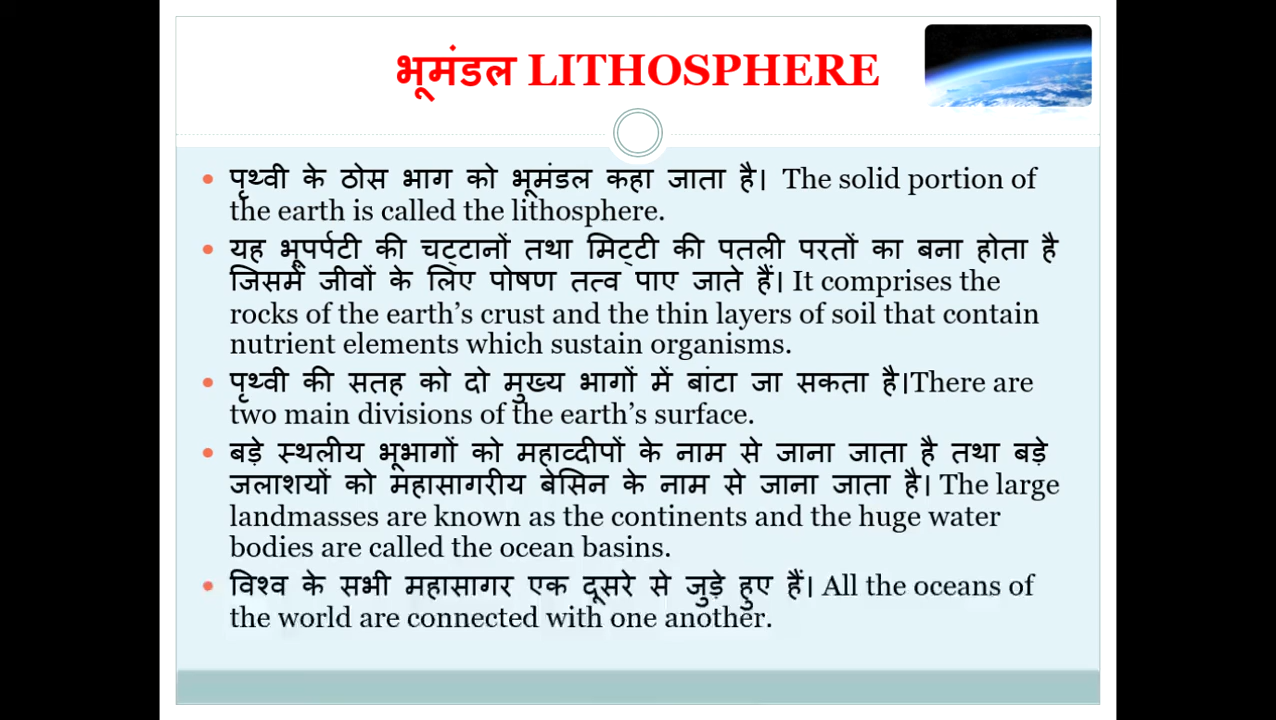 भूमंडल LITHOSPHERE
पृथ्वी के ठोस भाग को भूमंडल कहा जाता है। The solid portion of
the earth is called the lithosphere.
यह भूपर्पटी की चट्टानों तथा मिट्टी की पतली परतों का बना होता है
जिसमें जीवों के लिए पोषण तत्व पाए जाते हैं। It comprises the
rocks of the earth’s crust and the thin layers of soil that contain
nutrient elements which sustain organisms.
पृथ्वी की सतह को दो मुख्य भागों में बांटा जा सकता है।There are
two main divisions of the earth’s surface.
बड़े स्थलीय भूभागों को महाव्दीपों के नाम से जाना जाता है तथा बड़े
जलाशयों को महासागरीय बेसिन के नाम से जाना जाता है। The large
landmasses are known as the continents and the huge water
bodies are called the ocean basins.
विश्व के सभी महासागर एक दूसरे से जुड़े हुए हैं। All the oceans of
the world are connected with one another.